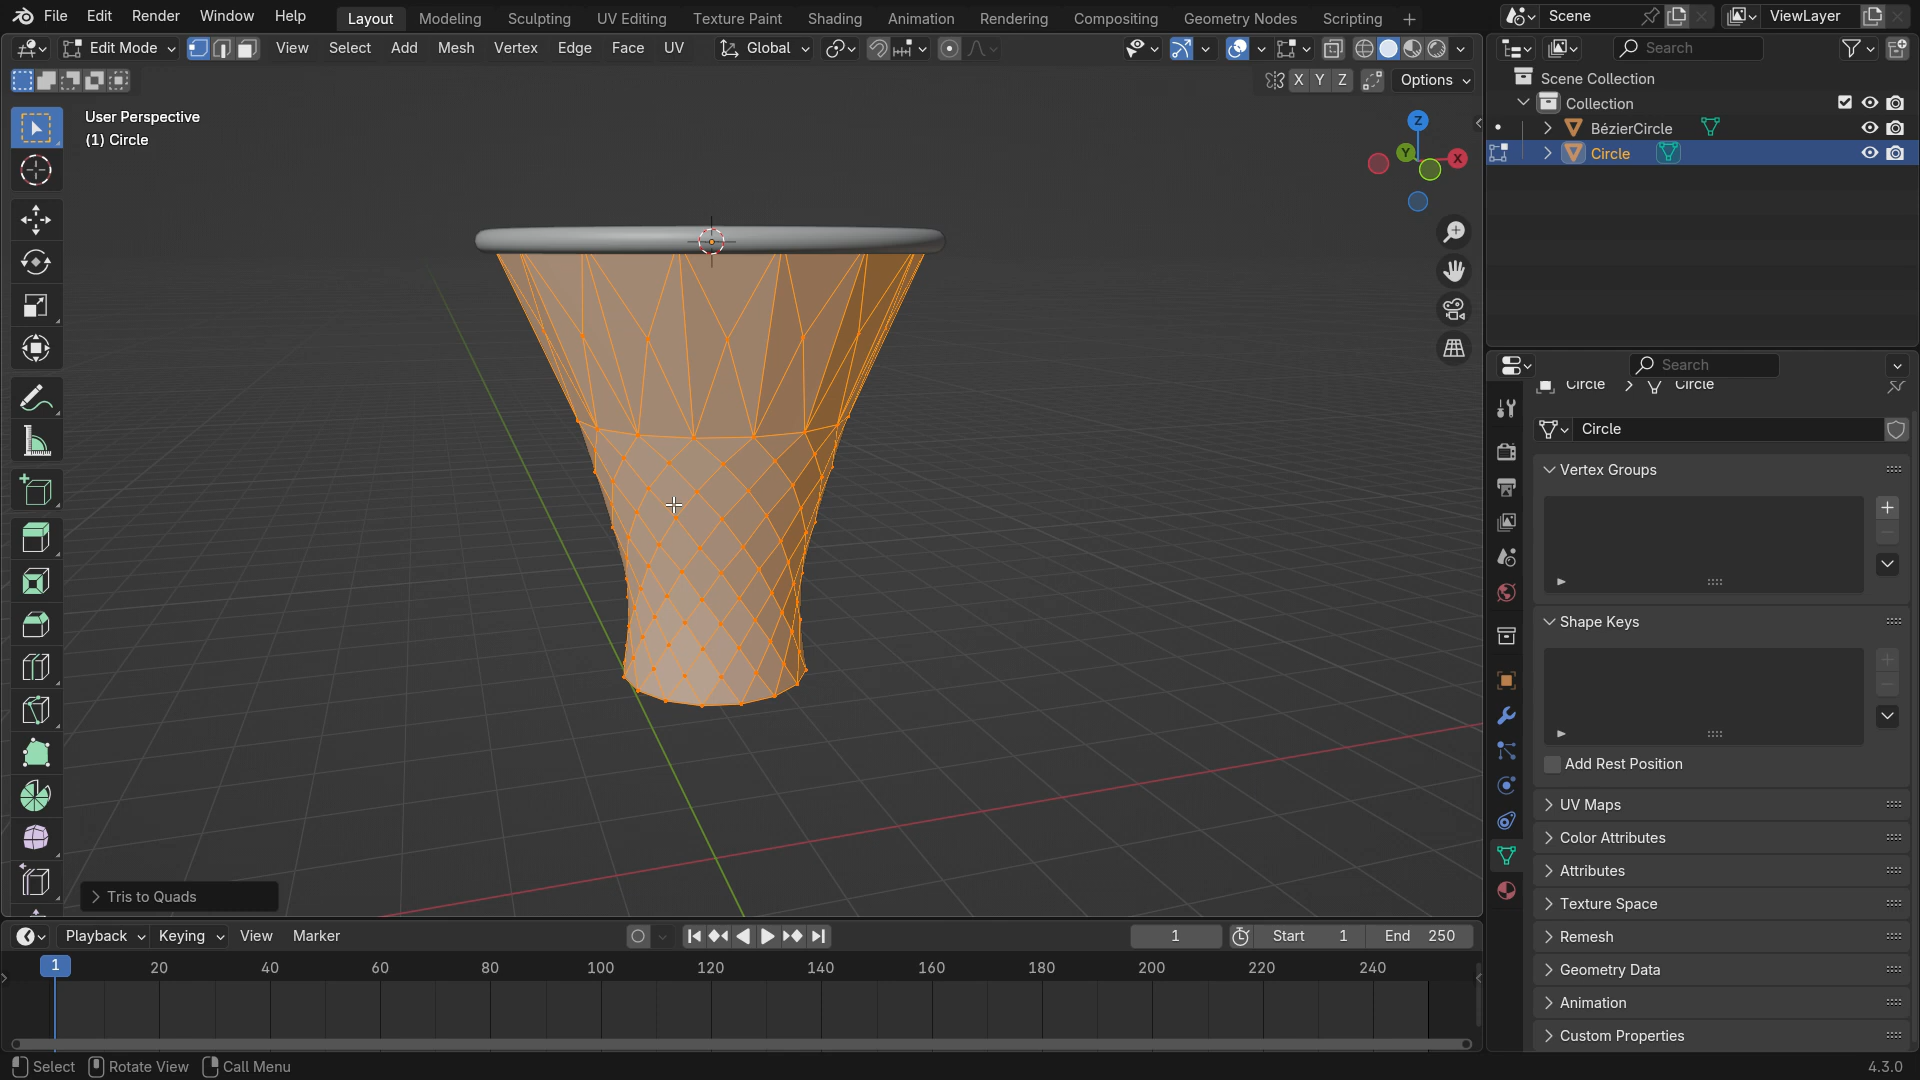 File Edit Render Window Help Layout Modeling Sculpting UV Editing Texture Paint Shading Animation Rendering Compositing Geometry Nodes Scripting + Scene ViewLayer
Edit Mode View Select Add Mesh Vertex Edge Face UV Global Search
X Y Z Options
User Perspective
(1) Circle
Z
Y
X
Scene Collection
Collection
BézierCircle
Circle
Search
Circle > Circle
Circle
Vertex Groups
Shape Keys
Add Rest Position
UV Maps
Color Attributes
Attributes
Texture Space
Remesh
Geometry Data
Animation
Custom Properties
Tris to Quads
Playback Keying View Marker 1 Start 1 End 250
1 20 40 60 80 100 120 140 160 180 200 220 240
Select Rotate View Call Menu 4.3.0